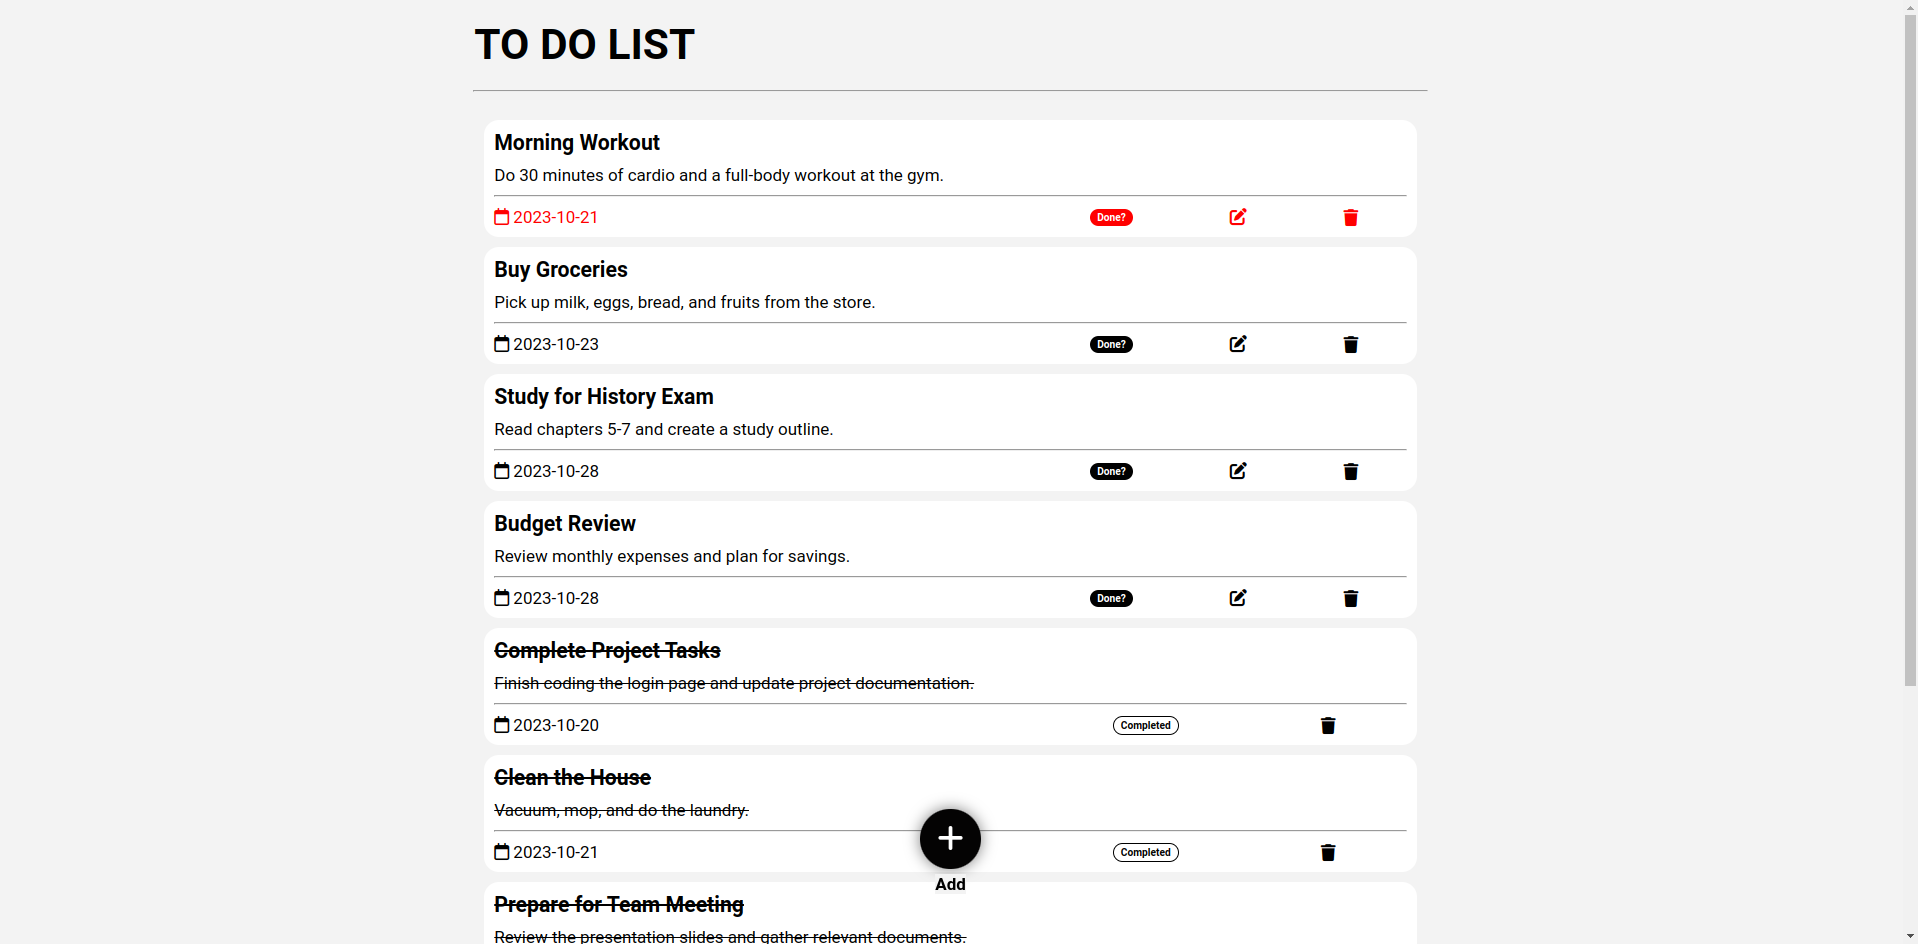 TO DO LIST
Morning Workout
Do 30 minutes of cardio and a full-body workout at the gym.
2023-10-21 Done?
Buy Groceries
Pick up milk, eggs, bread, and fruits from the store.
2023-10-23 Done?
Study for History Exam
Read chapters 5-7 and create a study outline.
2023-10-28 Done?
Budget Review
Review monthly expenses and plan for savings.
2023-10-28 Done?
Complete Project Tasks
Finish coding the login page and update project documentation.
2023-10-20 Completed
Clean the House
Vacuum, mop, and do the laundry.
2023-10-21 Completed
Add
Prepare for Team Meeting
Review the presentation slides and gather relevant documents.